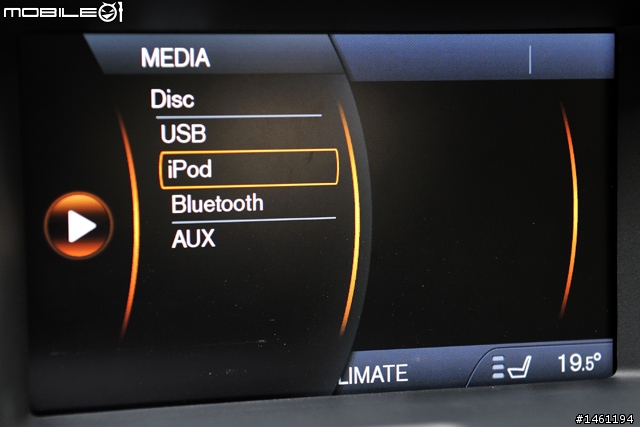 MOBILE01
MEDIA
Disc
USB
iPod
Bluetooth
AUX
LIMATE
19.5°
#1461194